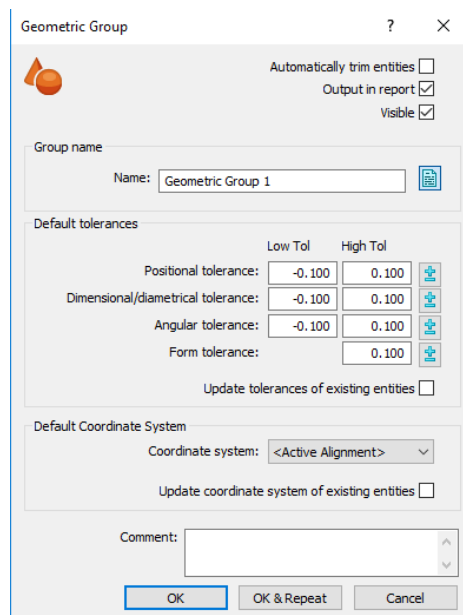 Geometric Group ? ×
Automatically trim entities
Output in report
Visible
Group name
Name: Geometric Group 1
Default tolerances
Low Tol High Tol
Positional tolerance: -0.100 0.100
Dimensional/diametrical tolerance: -0.100 0.100
Angular tolerance: -0.100 0.100
Form tolerance: 0.100
Update tolerances of existing entities
Default Coordinate System
Coordinate system: <Active Alignment>
Update coordinate system of existing entities
Comment:
OK OK & Repeat Cancel